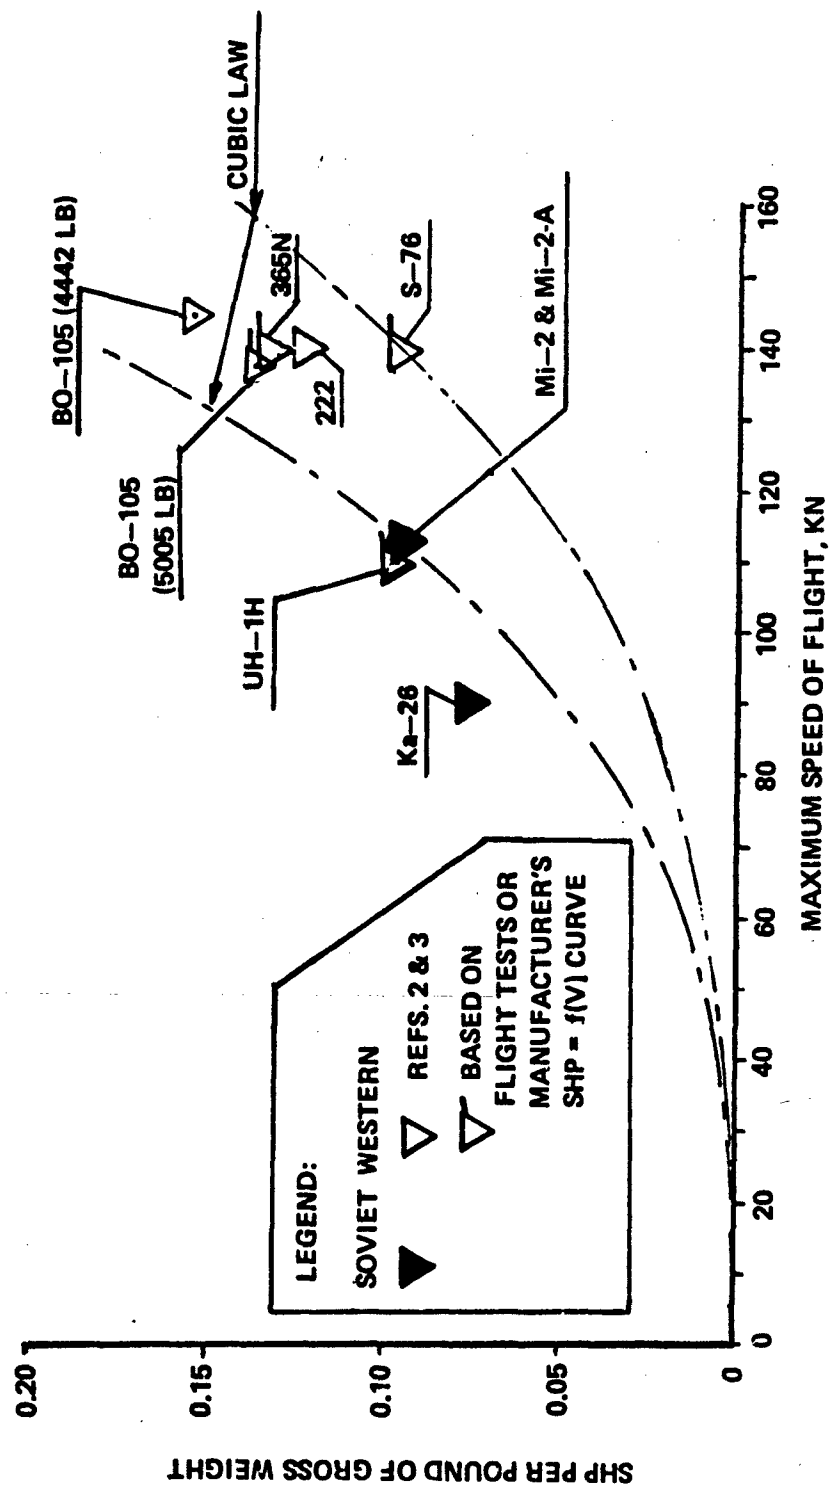 SHP PER POUND OF GROSS WEIGHT
0.20
0.15
0.10
0.05
0
LEGEND:
SOVIET WESTERN
REFS. 2 & 3
BASED ON
FLIGHT TESTS OR
MANUFACTURER'S
SHP = f(V) CURVE
BO-105 (4442 LB)
CUBIC LAW
BO-105
(5005 LB)
365N
222
UH-1H
S-76
Ka-26
Mi-2 & Mi-2-A
0
20
40
60
80
100
120
140
160
MAXIMUM SPEED OF FLIGHT, KN